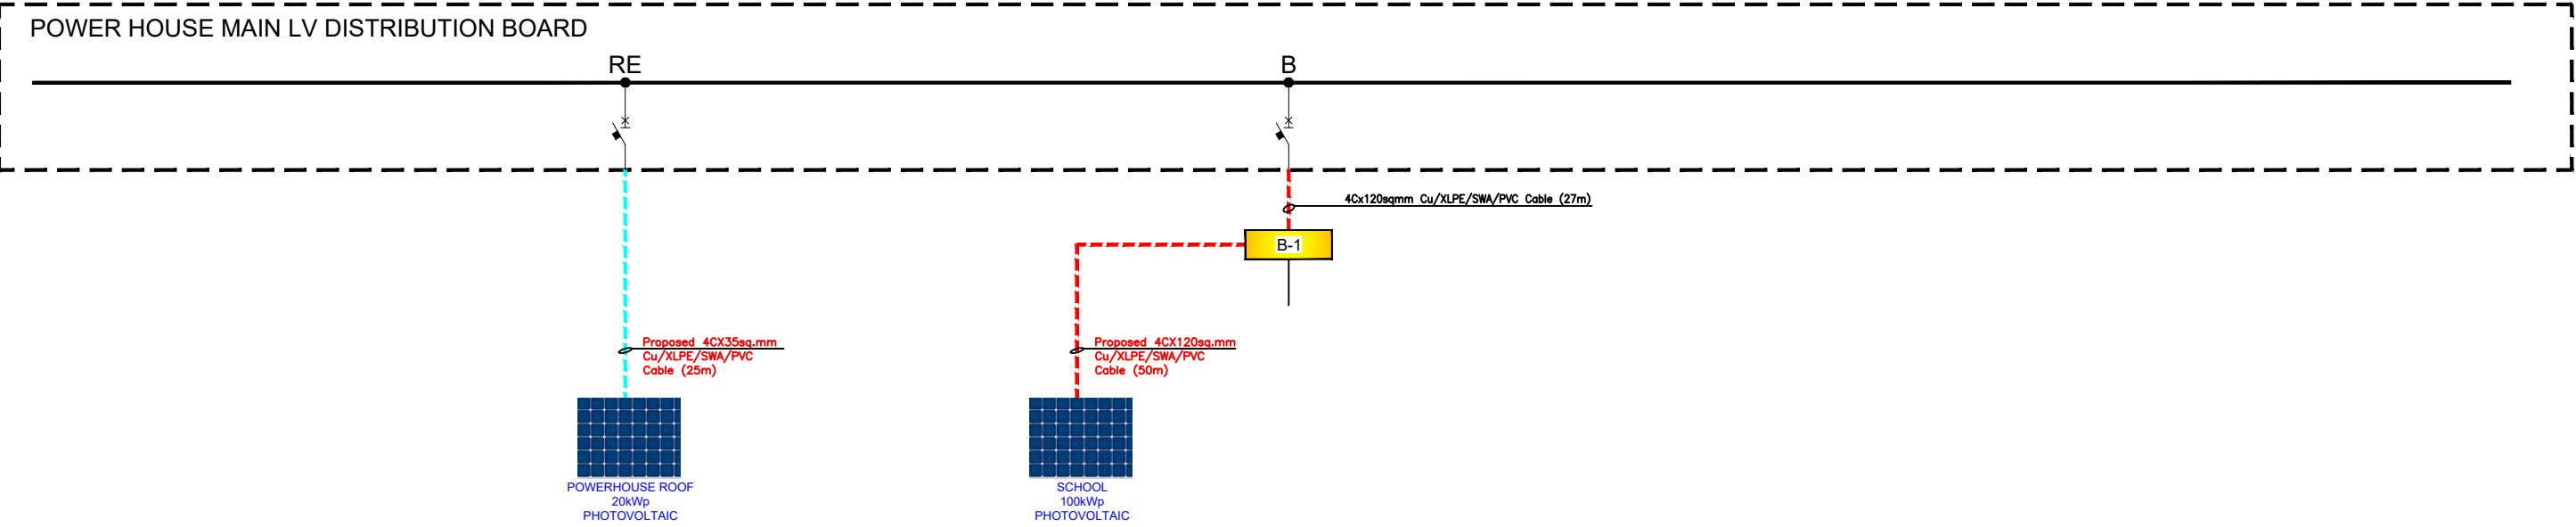 POWER HOUSE MAIN LV DISTRIBUTION BOARD
RE
B
4Cx120sqmm Cu/XLPE/SWA/PVC Cable (27m)
B-1
Proposed 4CX35sq.mm
Cu/XLPE/SWA/PVC
Cable (25m)
Proposed 4CX120sq.mm
Cu/XLPE/SWA/PVC
Cable (50m)
POWERHOUSE ROOF
20kWp
PHOTOVOLTAIC
SCHOOL
100kWp
PHOTOVOLTAIC